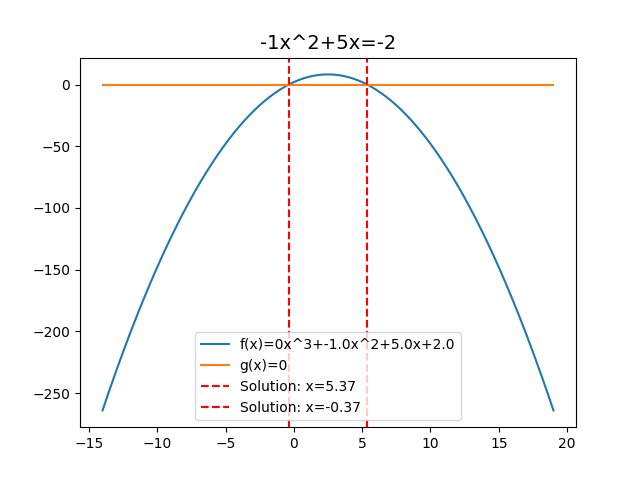 -1x^2+5x=-2
0
−50
−100
−150
−200
−250
f(x)=0x^3+-1.0x^2+5.0x+2.0
g(x)=0
Solution: x=5.37
Solution: x=-0.37
−15
−10
−5
0
5
10
15
20